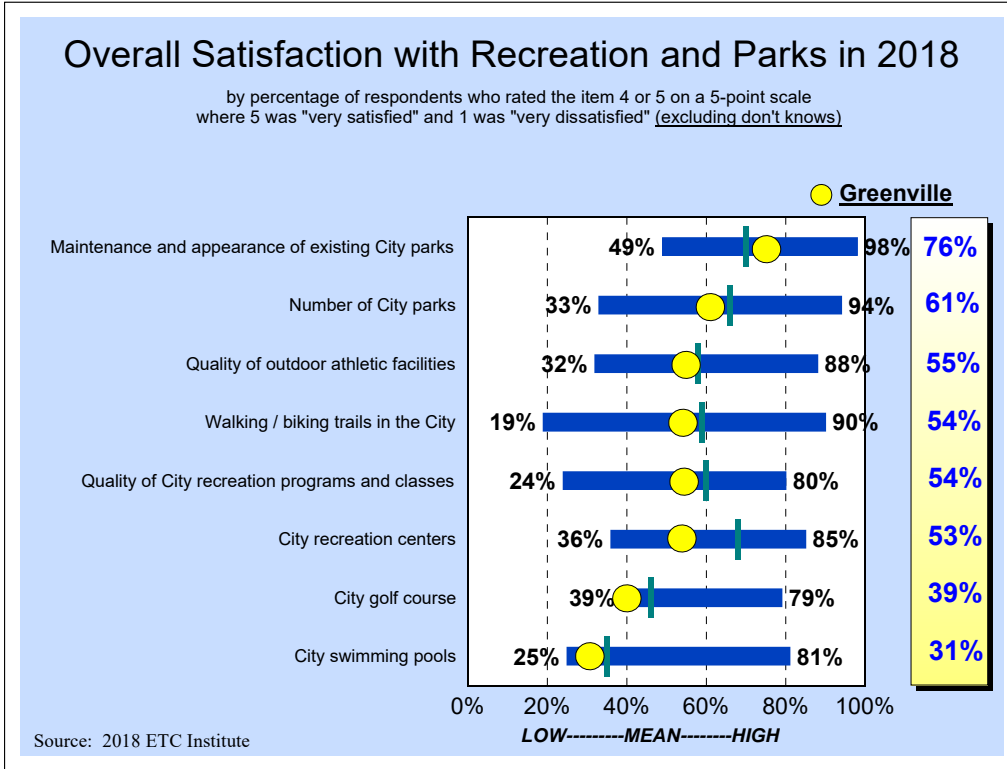 Overall Satisfaction with Recreation and Parks in 2018
by percentage of respondents who rated the item 4 or 5 on a 5-point scale
where 5 was "very satisfied" and 1 was "very dissatisfied" (excluding don't knows)
Greenville
Maintenance and appearance of existing City parks 49% 98% 76%
Number of City parks 33% 94% 61%
Quality of outdoor athletic facilities 32% 88% 55%
Walking / biking trails in the City 19% 90% 54%
Quality of City recreation programs and classes 24% 80% 54%
City recreation centers 36% 85% 53%
City golf course 39% 79% 39%
City swimming pools 25% 81% 31%
0% 20% 40% 60% 80% 100%
LOW---------MEAN--------HIGH
Source: 2018 ETC Institute